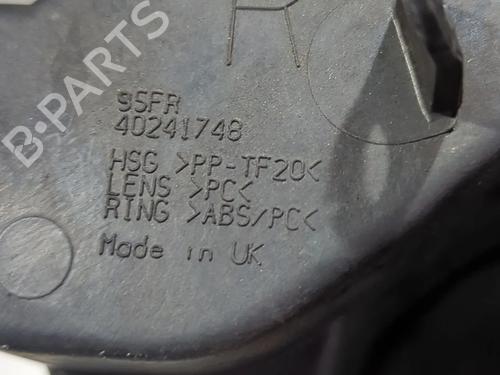 B-PARTS
R
95FR
40241748
HSG >PP-TF20<
LENS >PC<
RING >ABS/PC<
Made in UK